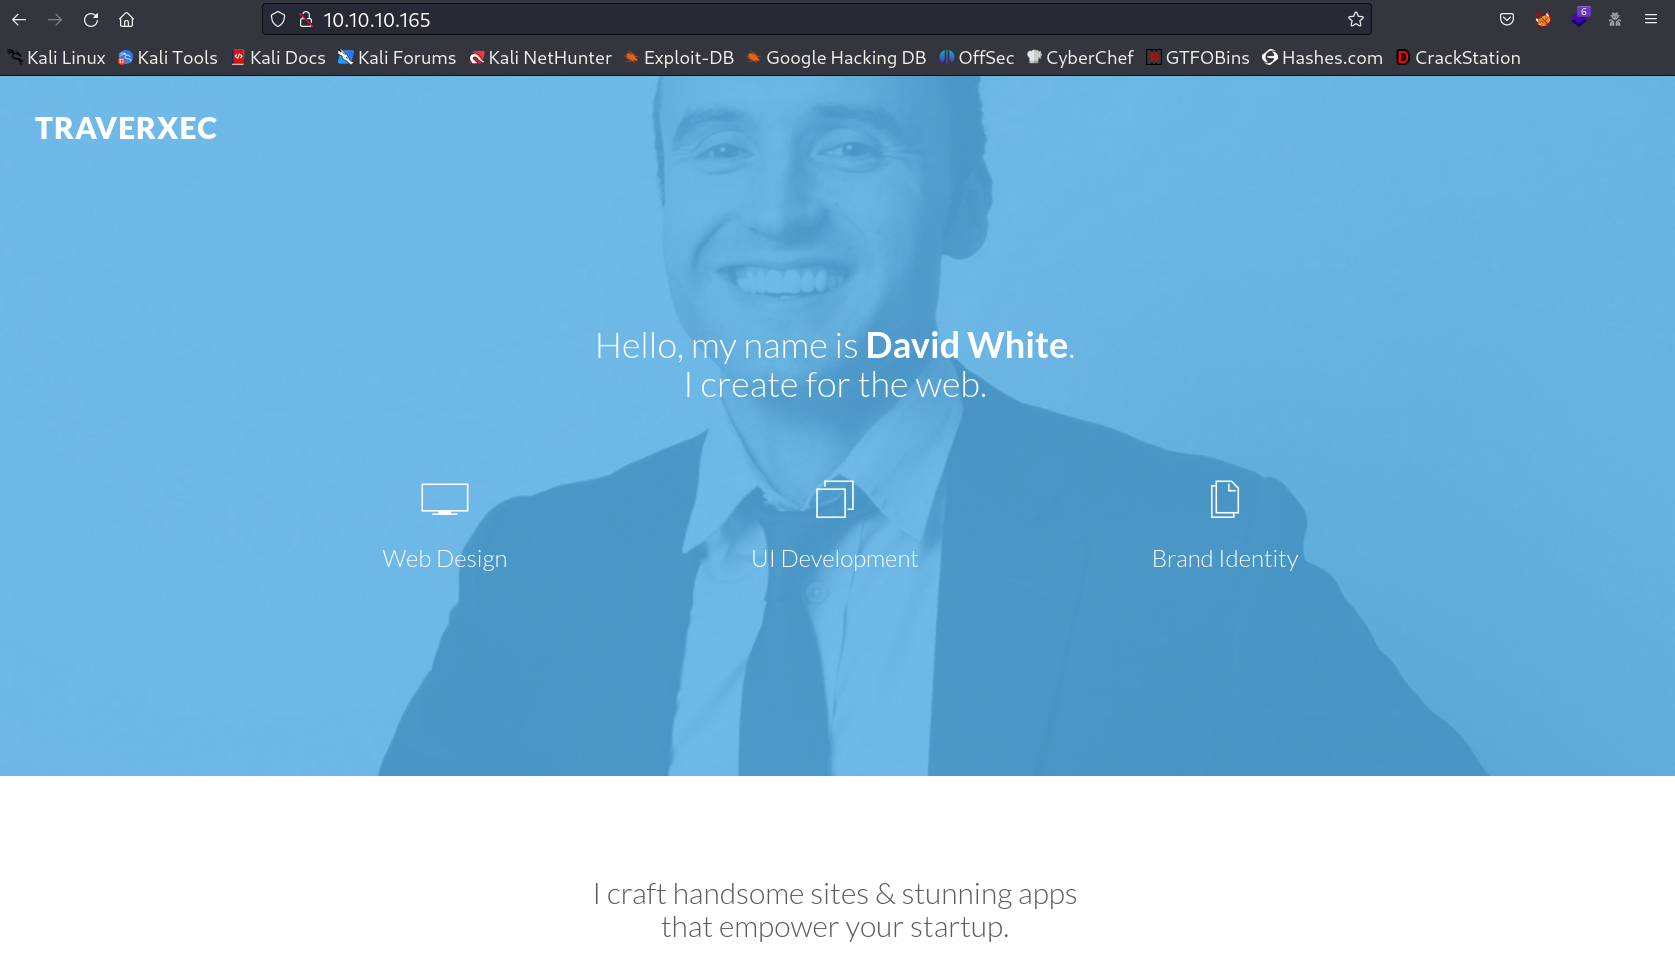 10.10.10.165
6
Kali Linux Kali Tools Kali Docs Kali Forums Kali NetHunter Exploit-DB Google Hacking DB OffSec CyberChef GTFOBins Hashes.com CrackStation
TRAVERXEC
Hello, my name is David White.
I create for the web.
Web Design UI Development Brand Identity
I craft handsome sites & stunning apps
that empower your startup.